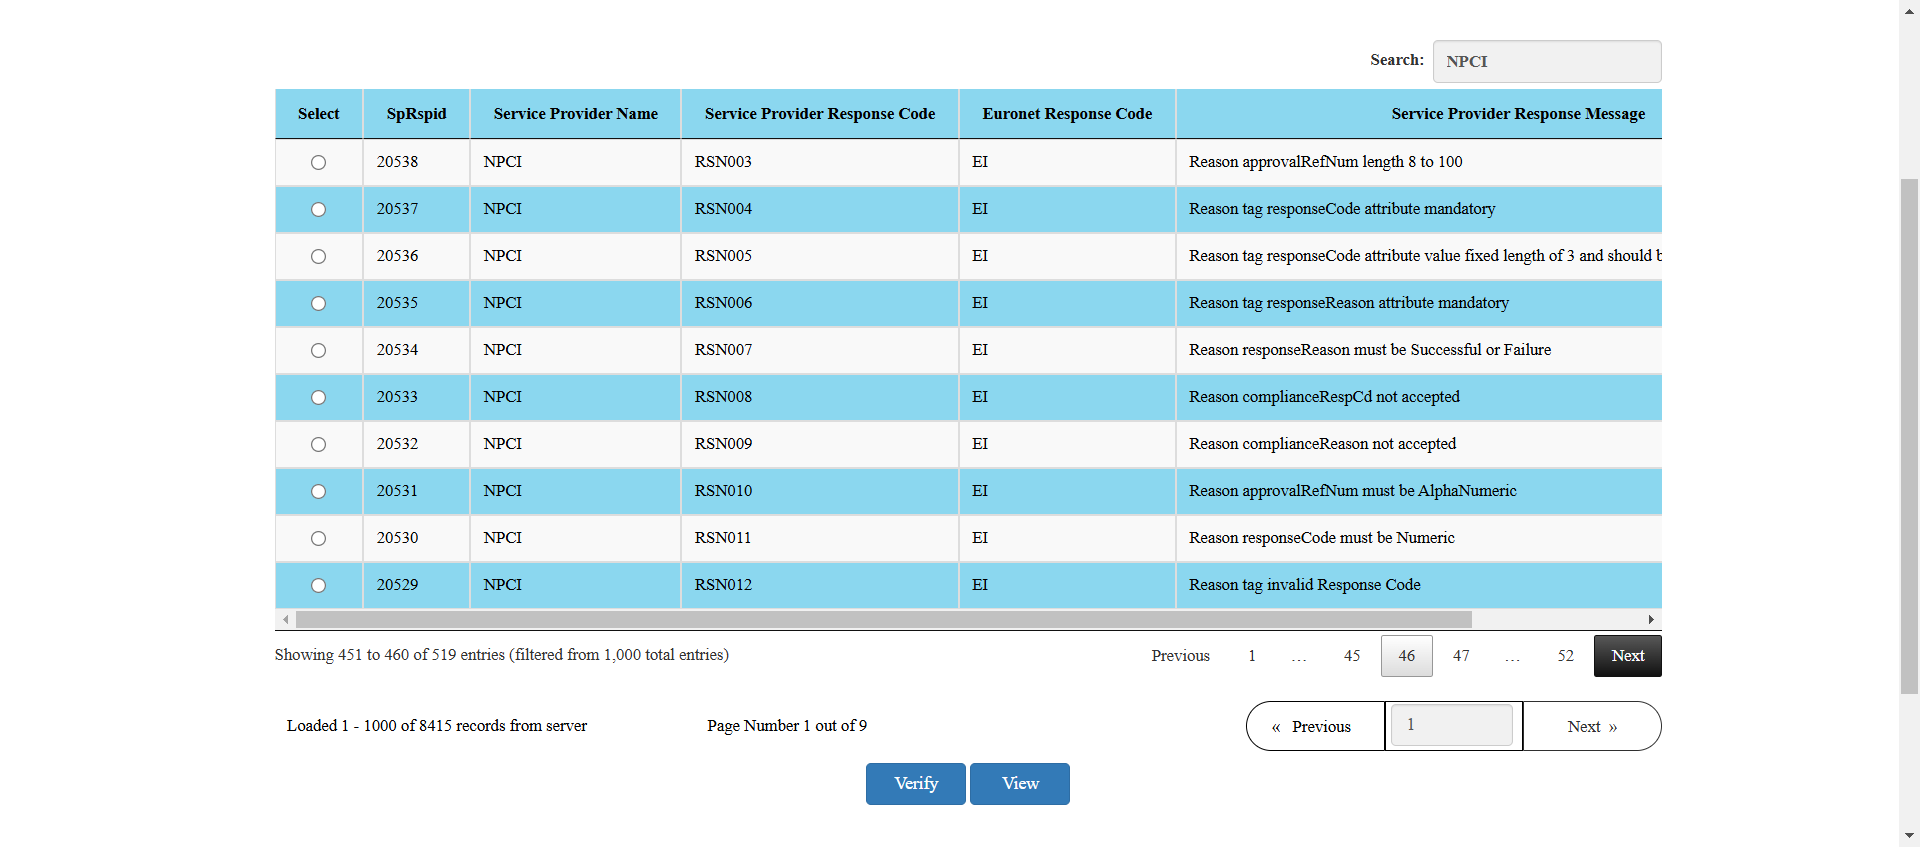 Search: NPCI
Select SpRspid Service Provider Name Service Provider Response Code Euronet Response Code Service Provider Response Message
20538 NPCI RSN003 EI Reason approvalRefNum length 8 to 100
20537 NPCI RSN004 EI Reason tag responseCode attribute mandatory
20536 NPCI RSN005 EI Reason tag responseCode attribute value fixed length of 3 and should
20535 NPCI RSN006 EI Reason tag responseReason attribute mandatory
20534 NPCI RSN007 EI Reason responseReason must be Successful or Failure
20533 NPCI RSN008 EI Reason complianceRespCd not accepted
20532 NPCI RSN009 EI Reason complianceReason not accepted
20531 NPCI RSN010 EI Reason approvalRefNum must be AlphaNumeric
20530 NPCI RSN011 EI Reason responseCode must be Numeric
20529 NPCI RSN012 EI Reason tag invalid Response Code
Showing 451 to 460 of 519 entries (filtered from 1,000 total entries) Previous 1 … 45 46 47 … 52 Next
Loaded 1 - 1000 of 8415 records from server Page Number 1 out of 9 « Previous 1 Next »
Verify View